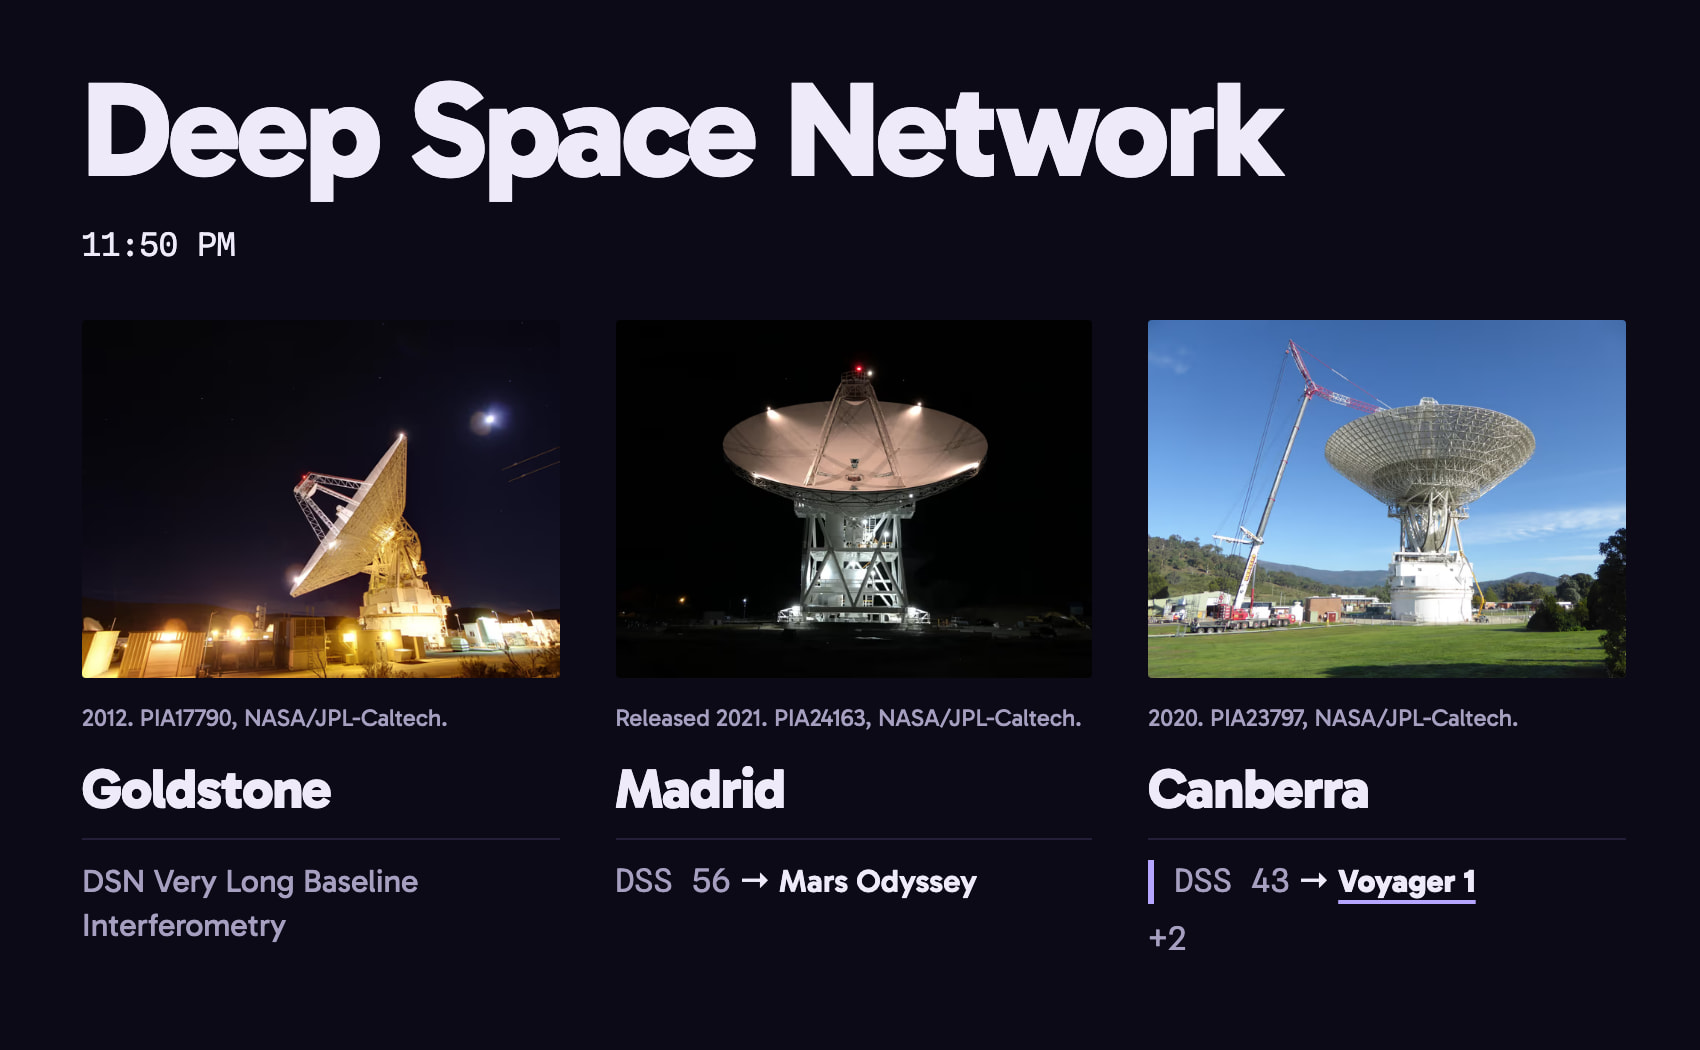 Deep Space Network
11:50 PM
2012. PIA17790, NASA/JPL-Caltech.
Goldstone
DSN Very Long Baseline
Interferometry
Released 2021. PIA24163, NASA/JPL-Caltech.
Madrid
DSS 56 → Mars Odyssey
2020. PIA23797, NASA/JPL-Caltech.
Canberra
DSS 43 → Voyager 1
+2